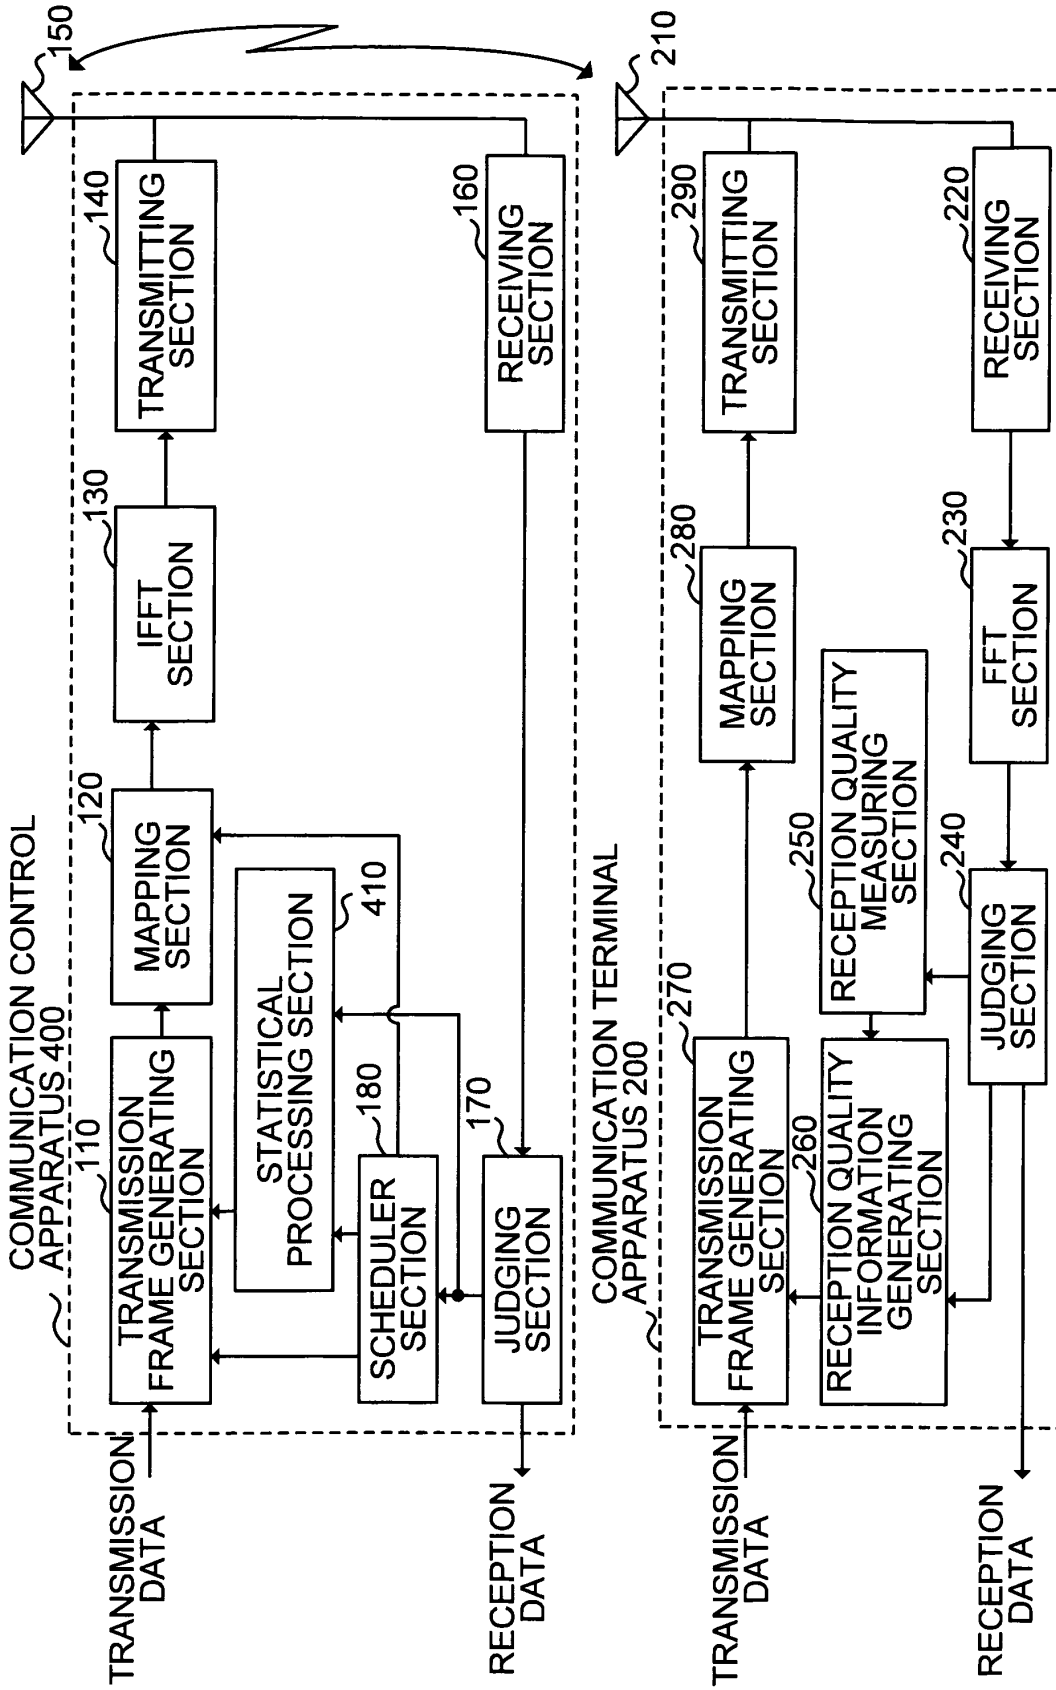 COMMUNICATION CONTROL
APPARATUS 400
TRANSMISSION
DATA
110
TRANSMISSION
FRAME GENERATING
SECTION
120
MAPPING
SECTION
130
IFFT
SECTION
140
TRANSMITTING
SECTION
150
STATISTICAL
PROCESSING SECTION
410
180
SCHEDULER
SECTION
170
JUDGING
SECTION
160
RECEIVING
SECTION
RECEPTION
DATA
COMMUNICATION TERMINAL
APPARATUS 200
TRANSMISSION
DATA
270
TRANSMISSION
FRAME GENERATING
SECTION
280
MAPPING
SECTION
290
TRANSMITTING
SECTION
210
260
RECEPTION QUALITY
INFORMATION
GENERATING
SECTION
250
RECEPTION QUALITY
MEASURING
SECTION
240
JUDGING
SECTION
230
FFT
SECTION
220
RECEIVING
SECTION
RECEPTION
DATA